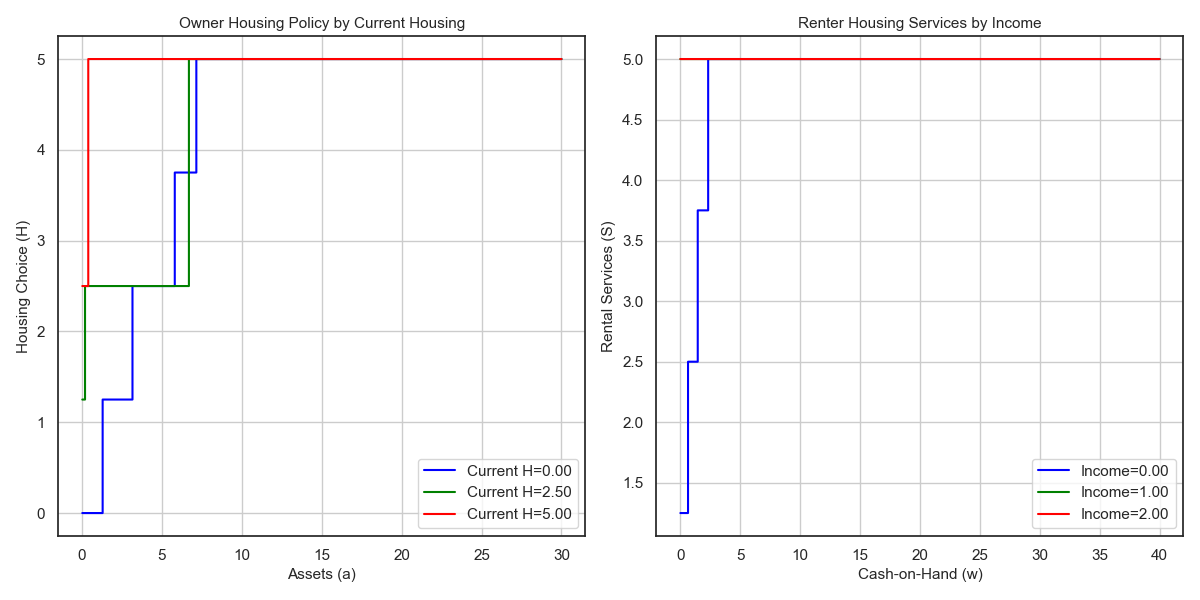 Owner Housing Policy by Current Housing
Housing Choice (H)
5
4
3
2
1
0
0 5 10 15 20 25 30
Assets (a)
Current H=0.00
Current H=2.50
Current H=5.00
Renter Housing Services by Income
Rental Services (S)
5.0
4.5
4.0
3.5
3.0
2.5
2.0
1.5
0 5 10 15 20 25 30 35 40
Cash-on-Hand (w)
Income=0.00
Income=1.00
Income=2.00